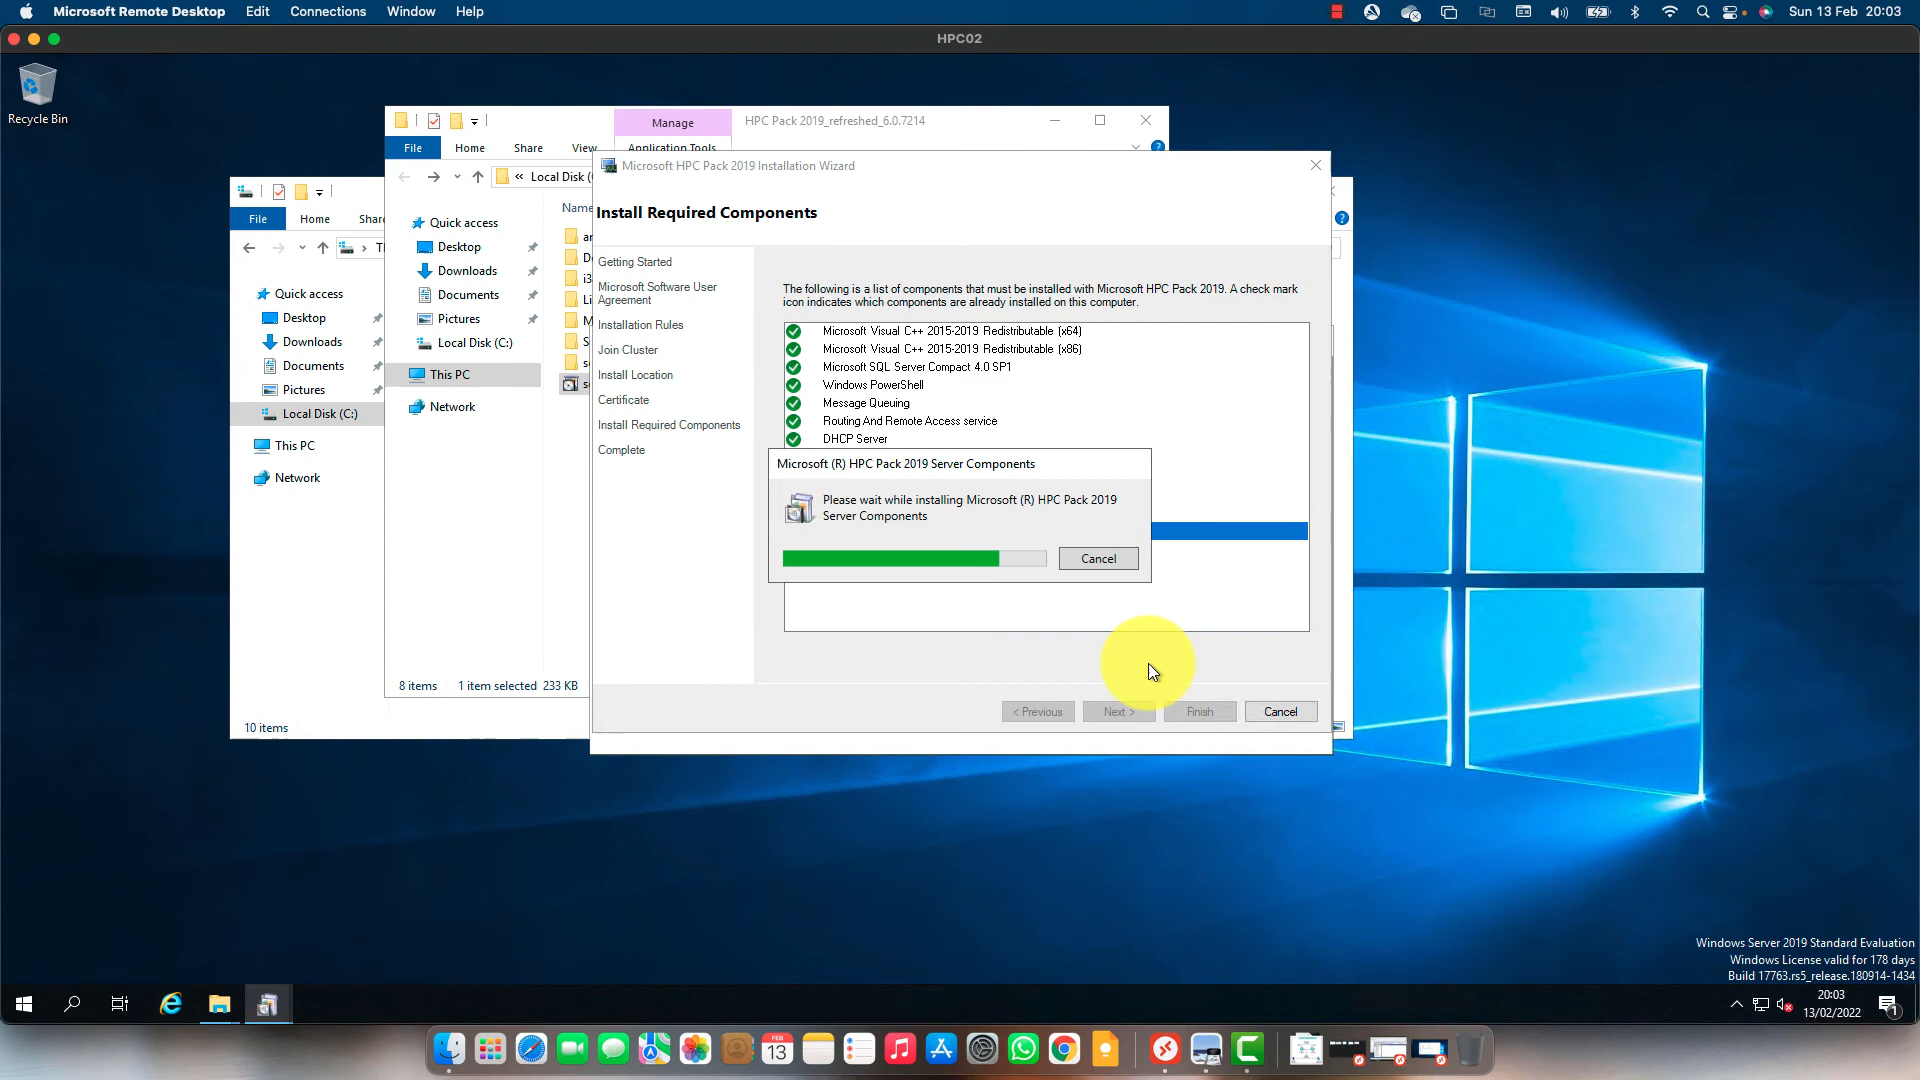 Microsoft Remote Desktop Edit Connections Window Help
Sun 13 Feb 20:03
HPC02
Recycle Bin
Manage
HPC Pack 2019_refreshed_6.0.7214
File Home Share View Application Tools
Local Disk (
Name
Quick access
Desktop
Downloads
Documents
Pictures
Local Disk (C:)
This PC
Network
8 items 1 item selected 233 KB
File Home Share
Quick access
Desktop
Downloads
Documents
Pictures
Local Disk (C:)
This PC
Network
10 items
Microsoft HPC Pack 2019 Installation Wizard
Install Required Components
Getting Started
Microsoft Software User
Agreement
Installation Rules
Join Cluster
Install Location
Certificate
Install Required Components
Complete
The following is a list of components that must be installed with Microsoft HPC Pack 2019. A check mark
icon indicates which components are already installed on this computer.
Microsoft Visual C++ 2015-2019 Redistributable (x64)
Microsoft Visual C++ 2015-2019 Redistributable (x86)
Microsoft SQL Server Compact 4.0 SP1
Windows PowerShell
Message Queuing
Routing And Remote Access service
DHCP Server
Microsoft (R) HPC Pack 2019 Server Components
Please wait while installing Microsoft (R) HPC Pack 2019
Server Components
Cancel
< Previous Next > Finish Cancel
Windows Server 2019 Standard Evaluation
Windows License valid for 178 days
Build 17763.rs5_release.180914-1434
20:03
13/02/2022
1
FEB
13